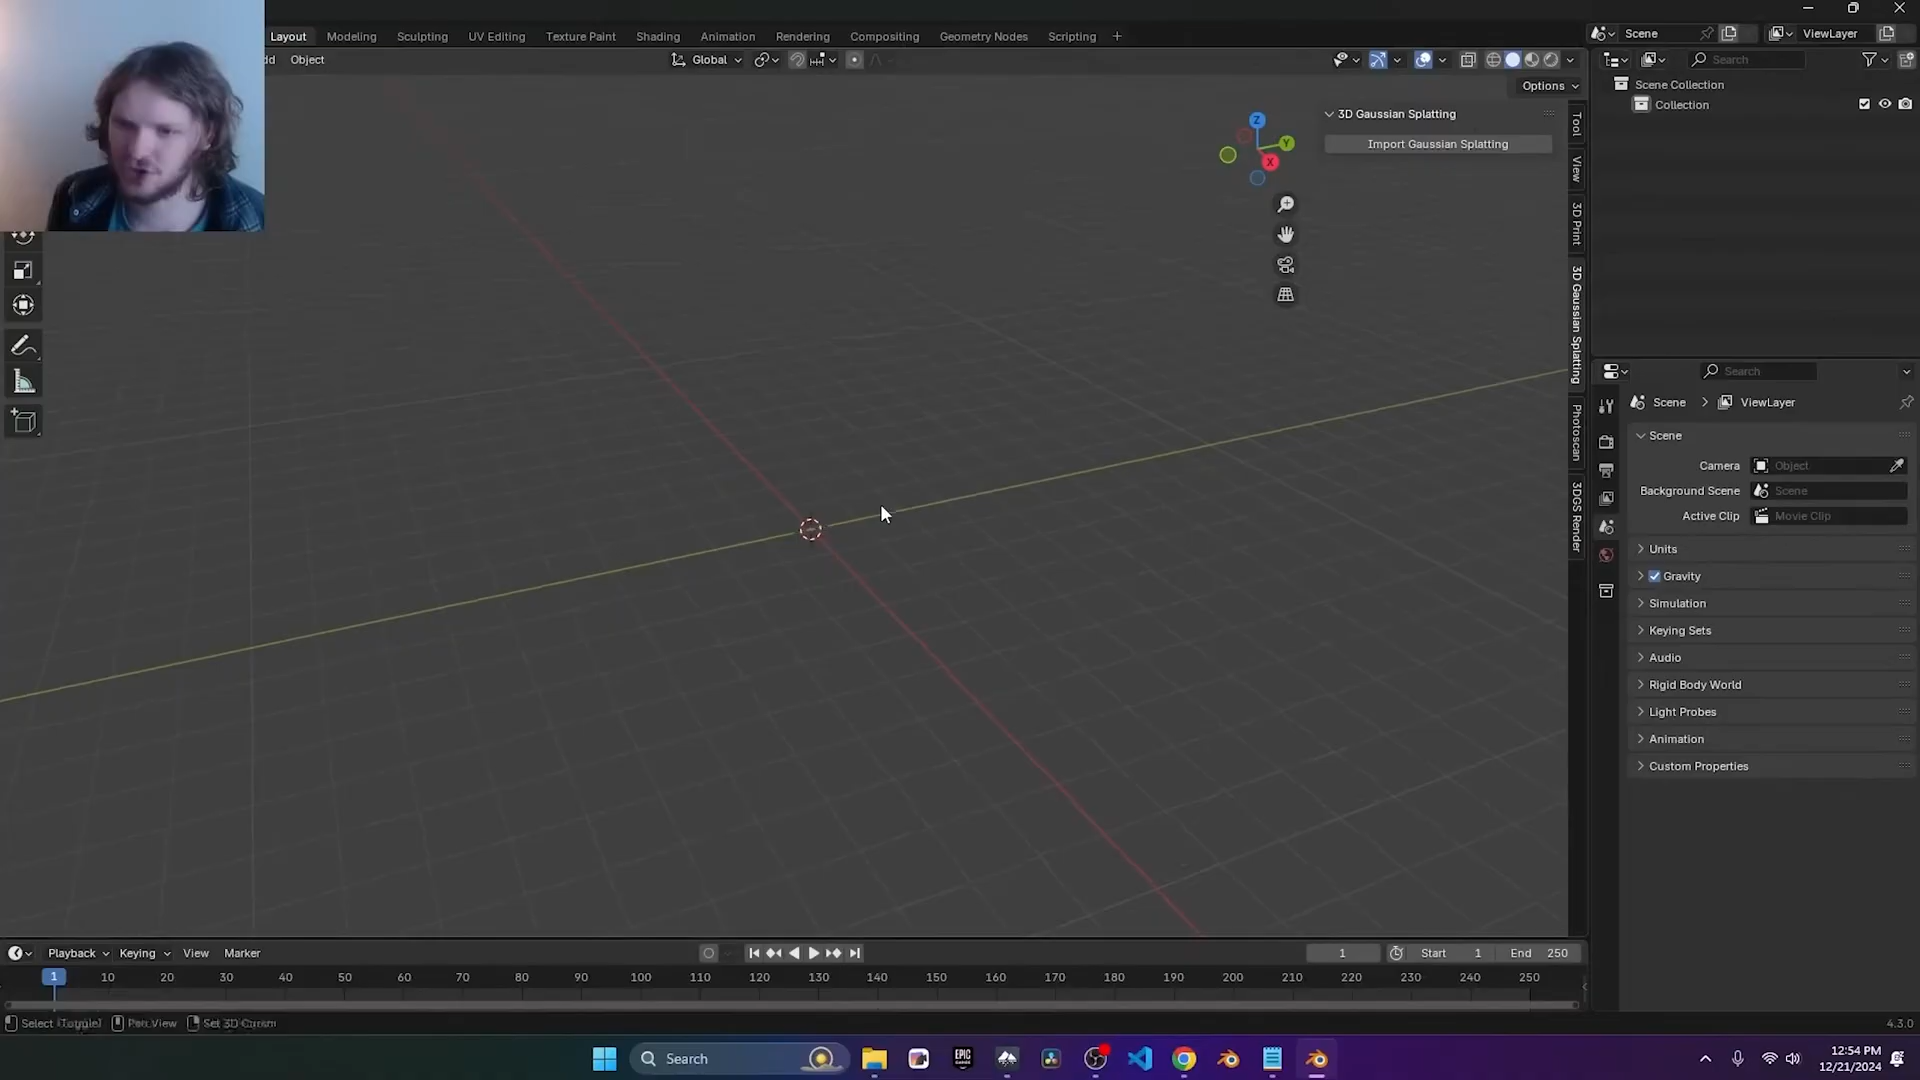 Layout Modeling Sculpting UV Editing Texture Paint Shading Animation Rendering Compositing Geometry Nodes Scripting +
Scene ViewLayer
dd Object Global
Search
Options
Scene Collection
Collection
3D Gaussian Splatting
Import Gaussian Splatting
Z
Y
X
Tool
View
3D Print
3D Gaussian Splatting
Photoscan
3DGS Render
Search
Scene > ViewLayer
Scene
Camera Object
Background Scene Scene
Active Clip Movie Clip
Units
Gravity
Simulation
Keying Sets
Audio
Rigid Body World
Light Probes
Animation
Custom Properties
Playback Keying View Marker
1 Start 1 End 250
1 10 20 30 40 50 60 70 80 90 100 110 120 130 140 150 160 170 180 190 200 210 220 230 240 250
Select View Set 3D
4.3.0
Search
EPIC
12:54 PM
12/21/2024